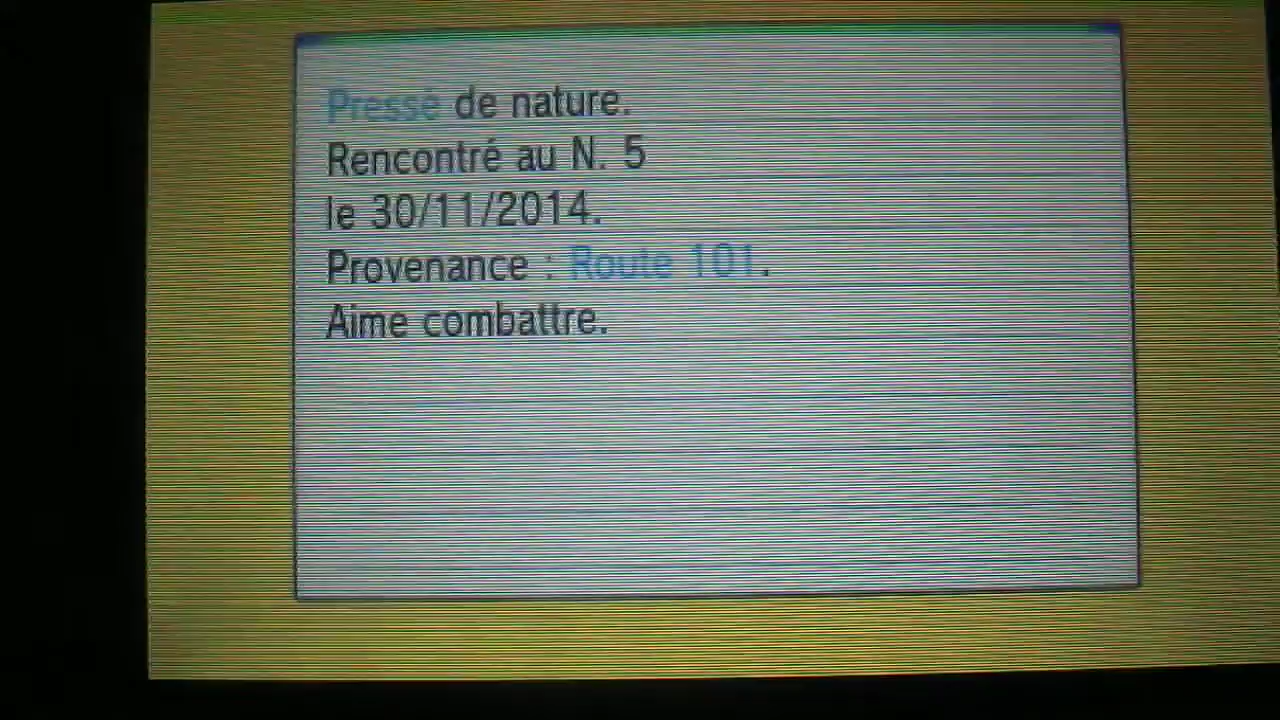 Pressé de nature.
Rencontré au N. 5
le 30/11/2014.
Provenance : Route 101.
Aime combattre.